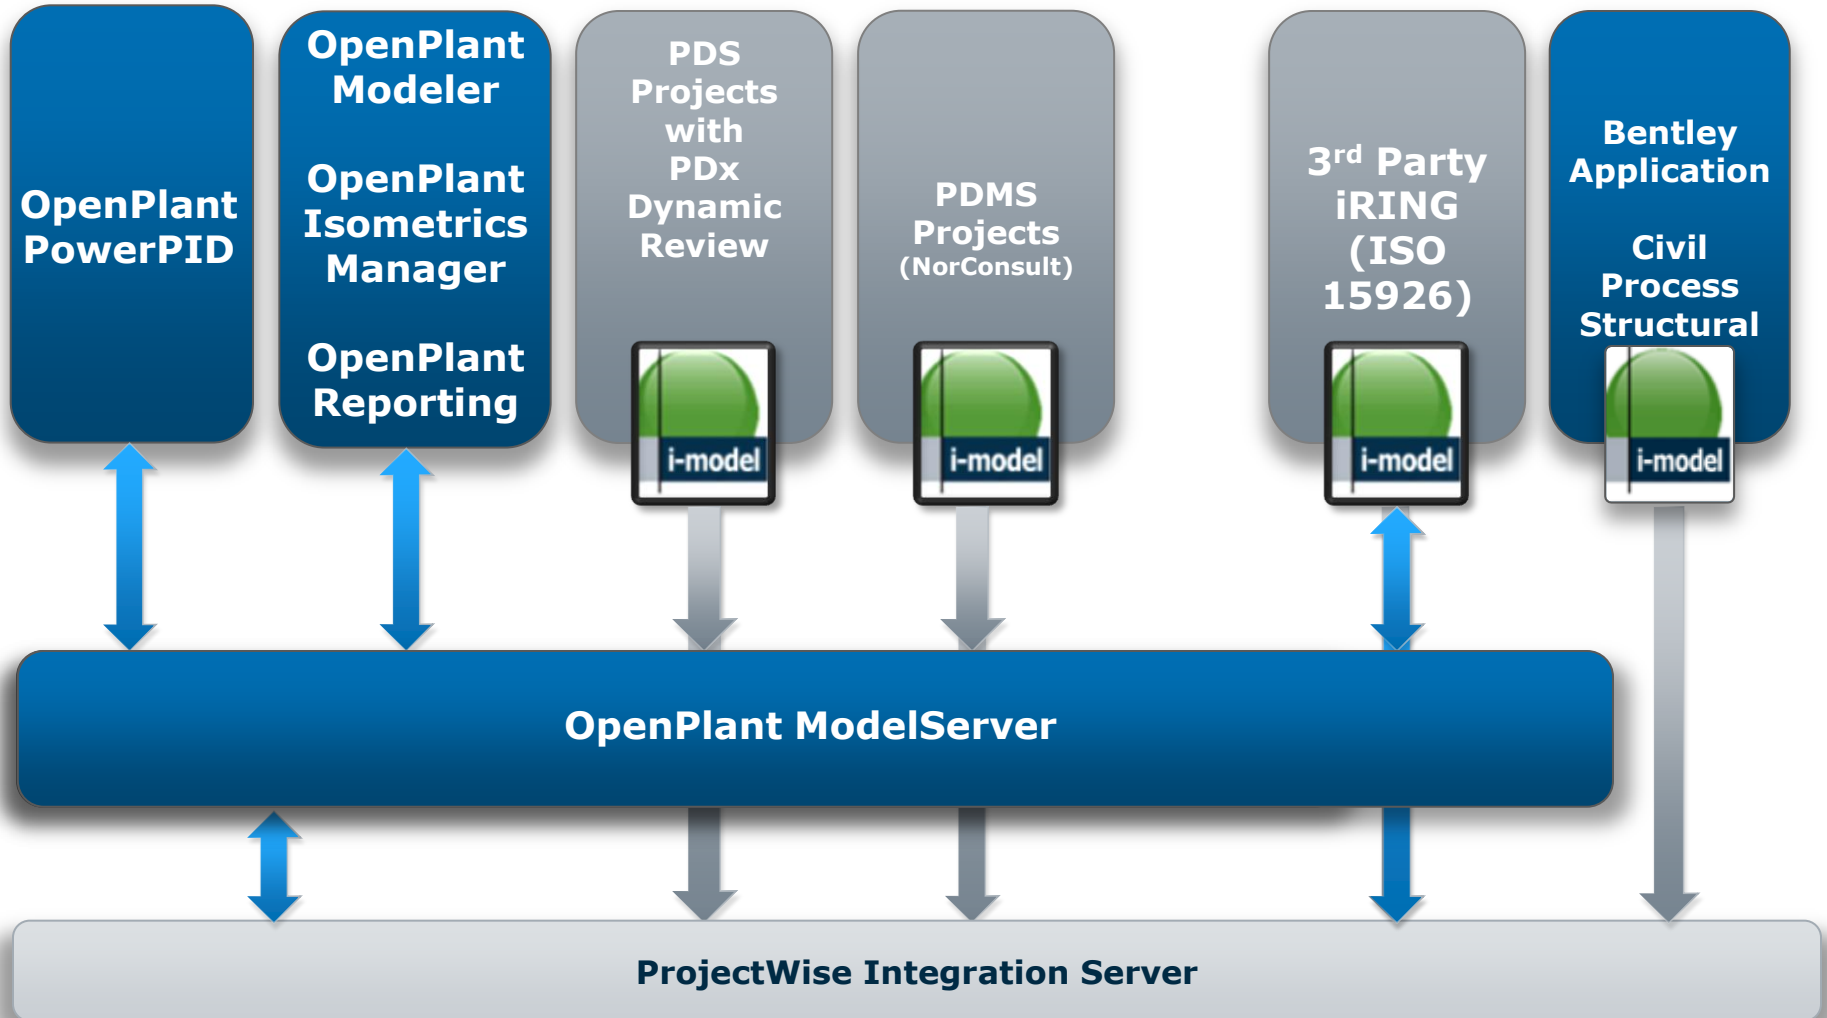 OpenPlant
PowerPID
OpenPlant
Modeler
OpenPlant
Isometrics
Manager
OpenPlant
Reporting
PDS
Projects
with
PDx
Dynamic
Review
i-model
PDMS
Projects
(NorConsult)
i-model
3rd Party
iRING
(ISO
15926)
i-model
Bentley
Application
Civil
Process
Structural
i-model
OpenPlant ModelServer
ProjectWise Integration Server